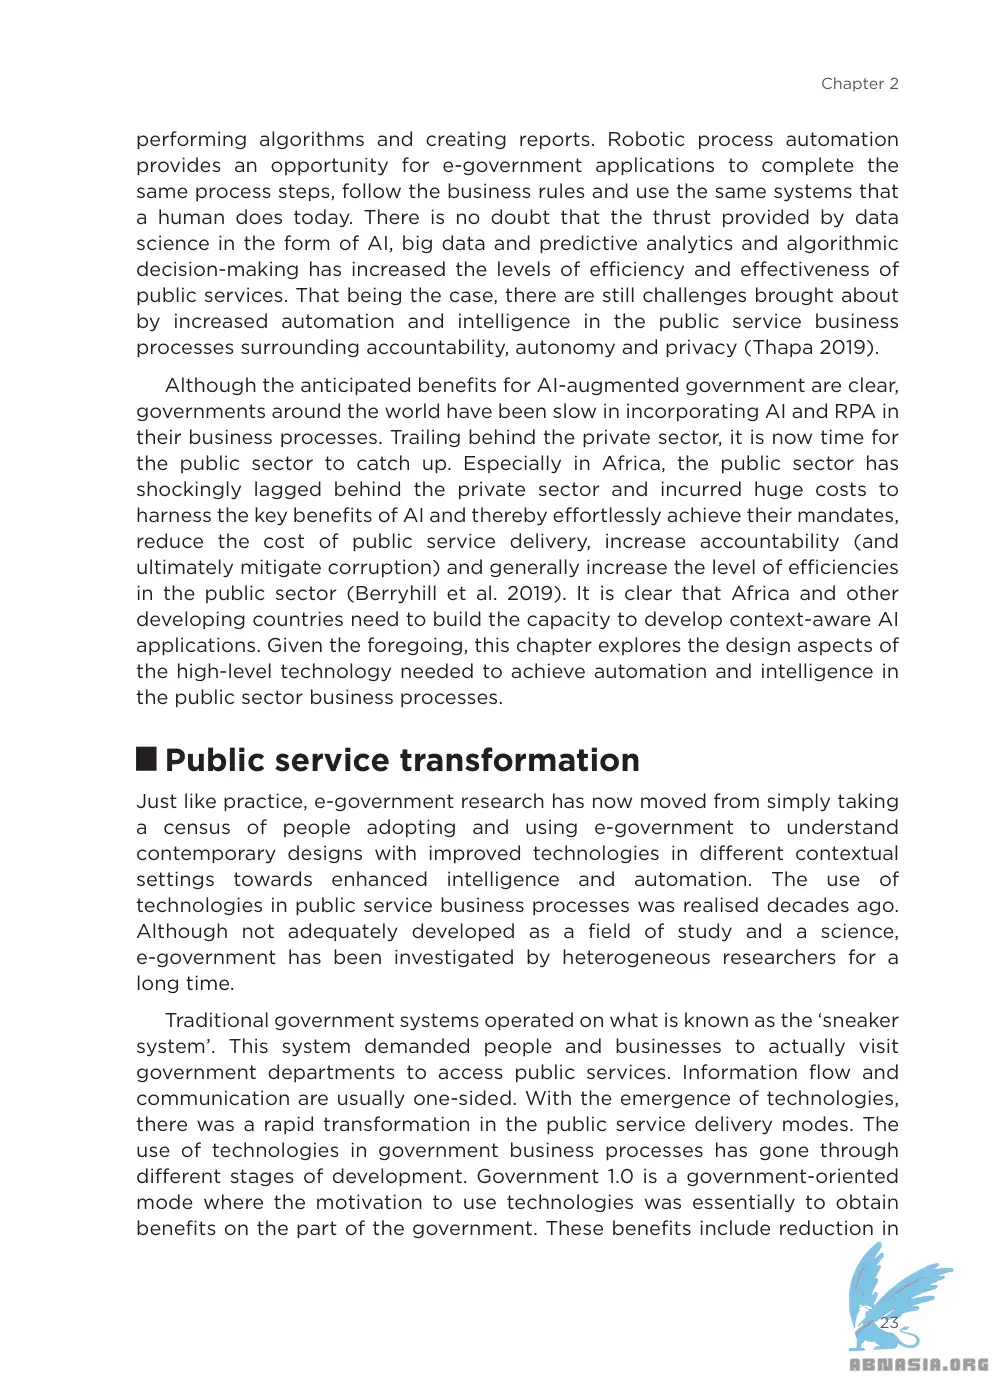 Chapter 2
performing algorithms and creating reports. Robotic process automation
provides an opportunity for e-government applications to complete the
same process steps, follow the business rules and use the same systems that
a human does today. There is no doubt that the thrust provided by data
science in the form of AI, big data and predictive analytics and algorithmic
decision-making has increased the levels of efficiency and effectiveness of
public services. That being the case, there are still challenges brought about
by increased automation and intelligence in the public service business
processes surrounding accountability, autonomy and privacy (Thapa 2019).
Although the anticipated benefits for AI-augmented government are clear,
governments around the world have been slow in incorporating AI and RPA in
their business processes. Trailing behind the private sector, it is now time for
the public sector to catch up. Especially in Africa, the public sector has
shockingly lagged behind the private sector and incurred huge costs to
harness the key benefits of AI and thereby effortlessly achieve their mandates,
reduce the cost of public service delivery, increase accountability (and
ultimately mitigate corruption) and generally increase the level of efficiencies
in the public sector (Berryhill et al. 2019). It is clear that Africa and other
developing countries need to build the capacity to develop context-aware AI
applications. Given the foregoing, this chapter explores the design aspects of
the high-level technology needed to achieve automation and intelligence in
the public sector business processes.
Public service transformation
Just like practice, e-government research has now moved from simply taking
a census of people adopting and using e-government to understand
contemporary designs with improved technologies in different contextual
settings towards enhanced intelligence and automation. The use of
technologies in public service business processes was realised decades ago.
Although not adequately developed as a field of study and a science,
e-government has been investigated by heterogeneous researchers for a
long time.
Traditional government systems operated on what is known as the ‘sneaker
system’. This system demanded people and businesses to actually visit
government departments to access public services. Information flow and
communication are usually one-sided. With the emergence of technologies,
there was a rapid transformation in the public service delivery modes. The
use of technologies in government business processes has gone through
different stages of development. Government 1.0 is a government-oriented
mode where the motivation to use technologies was essentially to obtain
benefits on the part of the government. These benefits include reduction in
23
ABNASIA.ORG